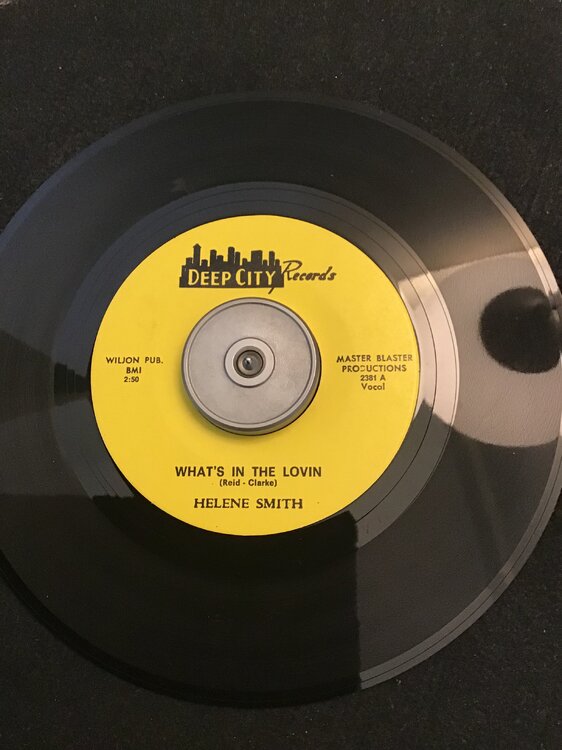 DEEP CITY Records
WILJON PUB.
BMI
2:50
MASTER BLASTER
PRODUCTIONS
2381 A
Vocal
WHAT'S IN THE LOVIN
(Reid - Clarke)
HELENE SMITH